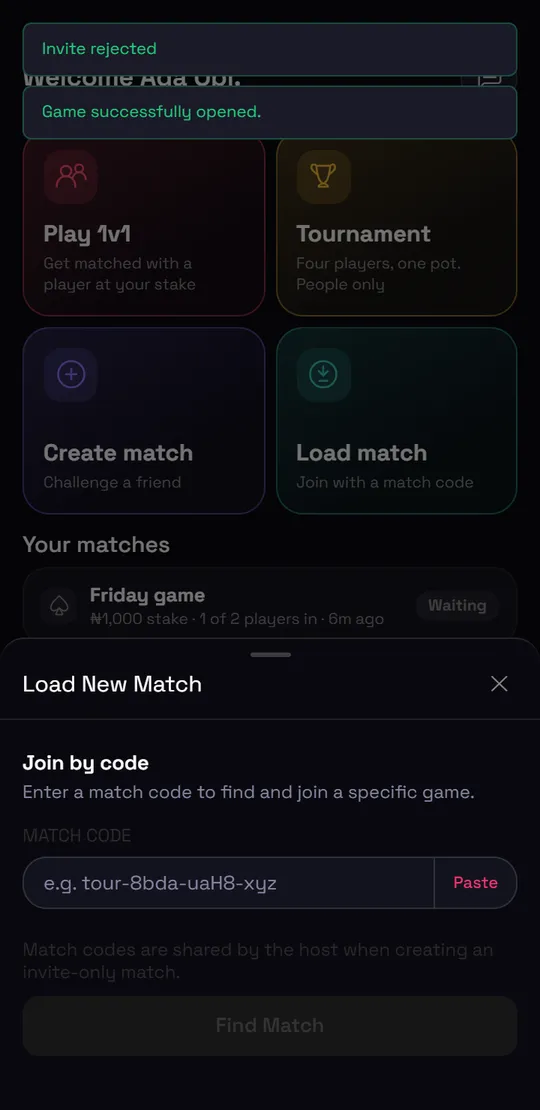 Invite rejected
Welcome Ada Obi.
Game successfully opened.
Play 1v1
Get matched with a
player at your stake
Tournament
Four players, one pot.
People only
Create match
Challenge a friend
Load match
Join with a match code
Your matches
Friday game
₦1,000 stake · 1 of 2 players in · 6m ago
Waiting
Load New Match
Join by code
Enter a match code to find and join a specific game.
MATCH CODE
e.g. tour-8bda-uaH8-xyz
Paste
Match codes are shared by the host when creating an
invite-only match.
Find Match